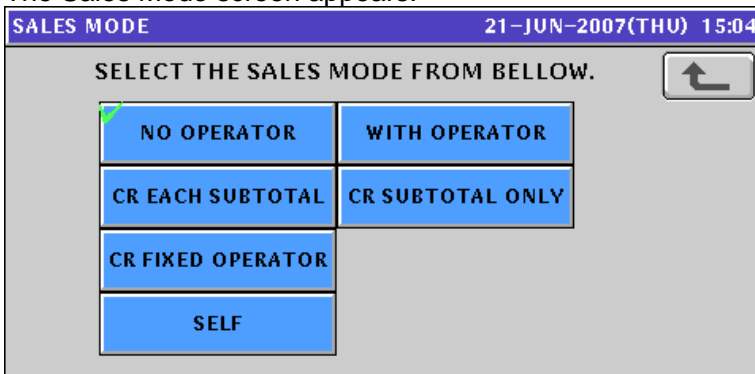 The Sales Mode screen appears.
SALES MODE 21-JUN-2007(THU) 15:04
SELECT THE SALES MODE FROM BELLOW.
NO OPERATOR WITH OPERATOR
CR EACH SUBTOTAL CR SUBTOTAL ONLY
CR FIXED OPERATOR
SELF